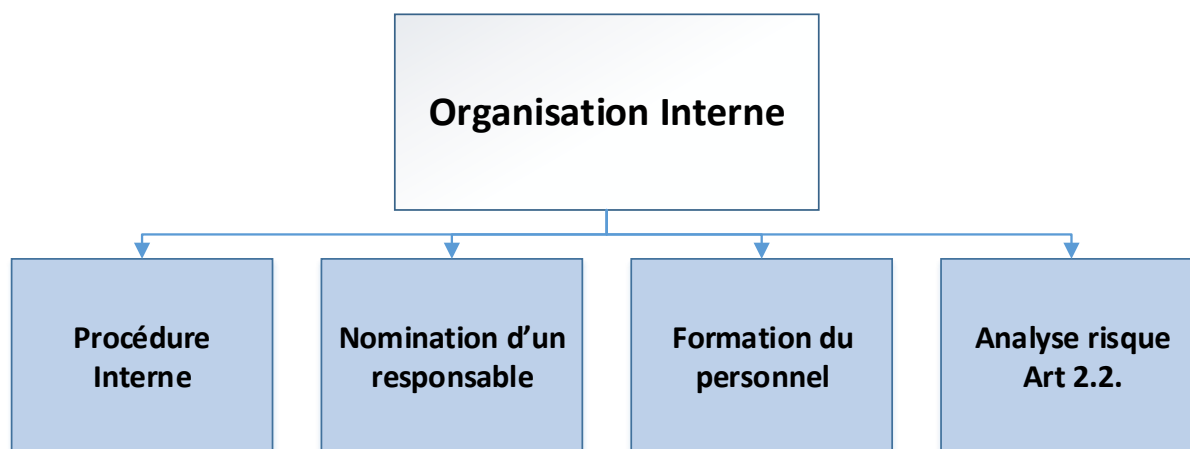 Organisation Interne
Procédure
Interne
Nomination d’un
responsable
Formation du
personnel
Analyse risque
Art 2.2.